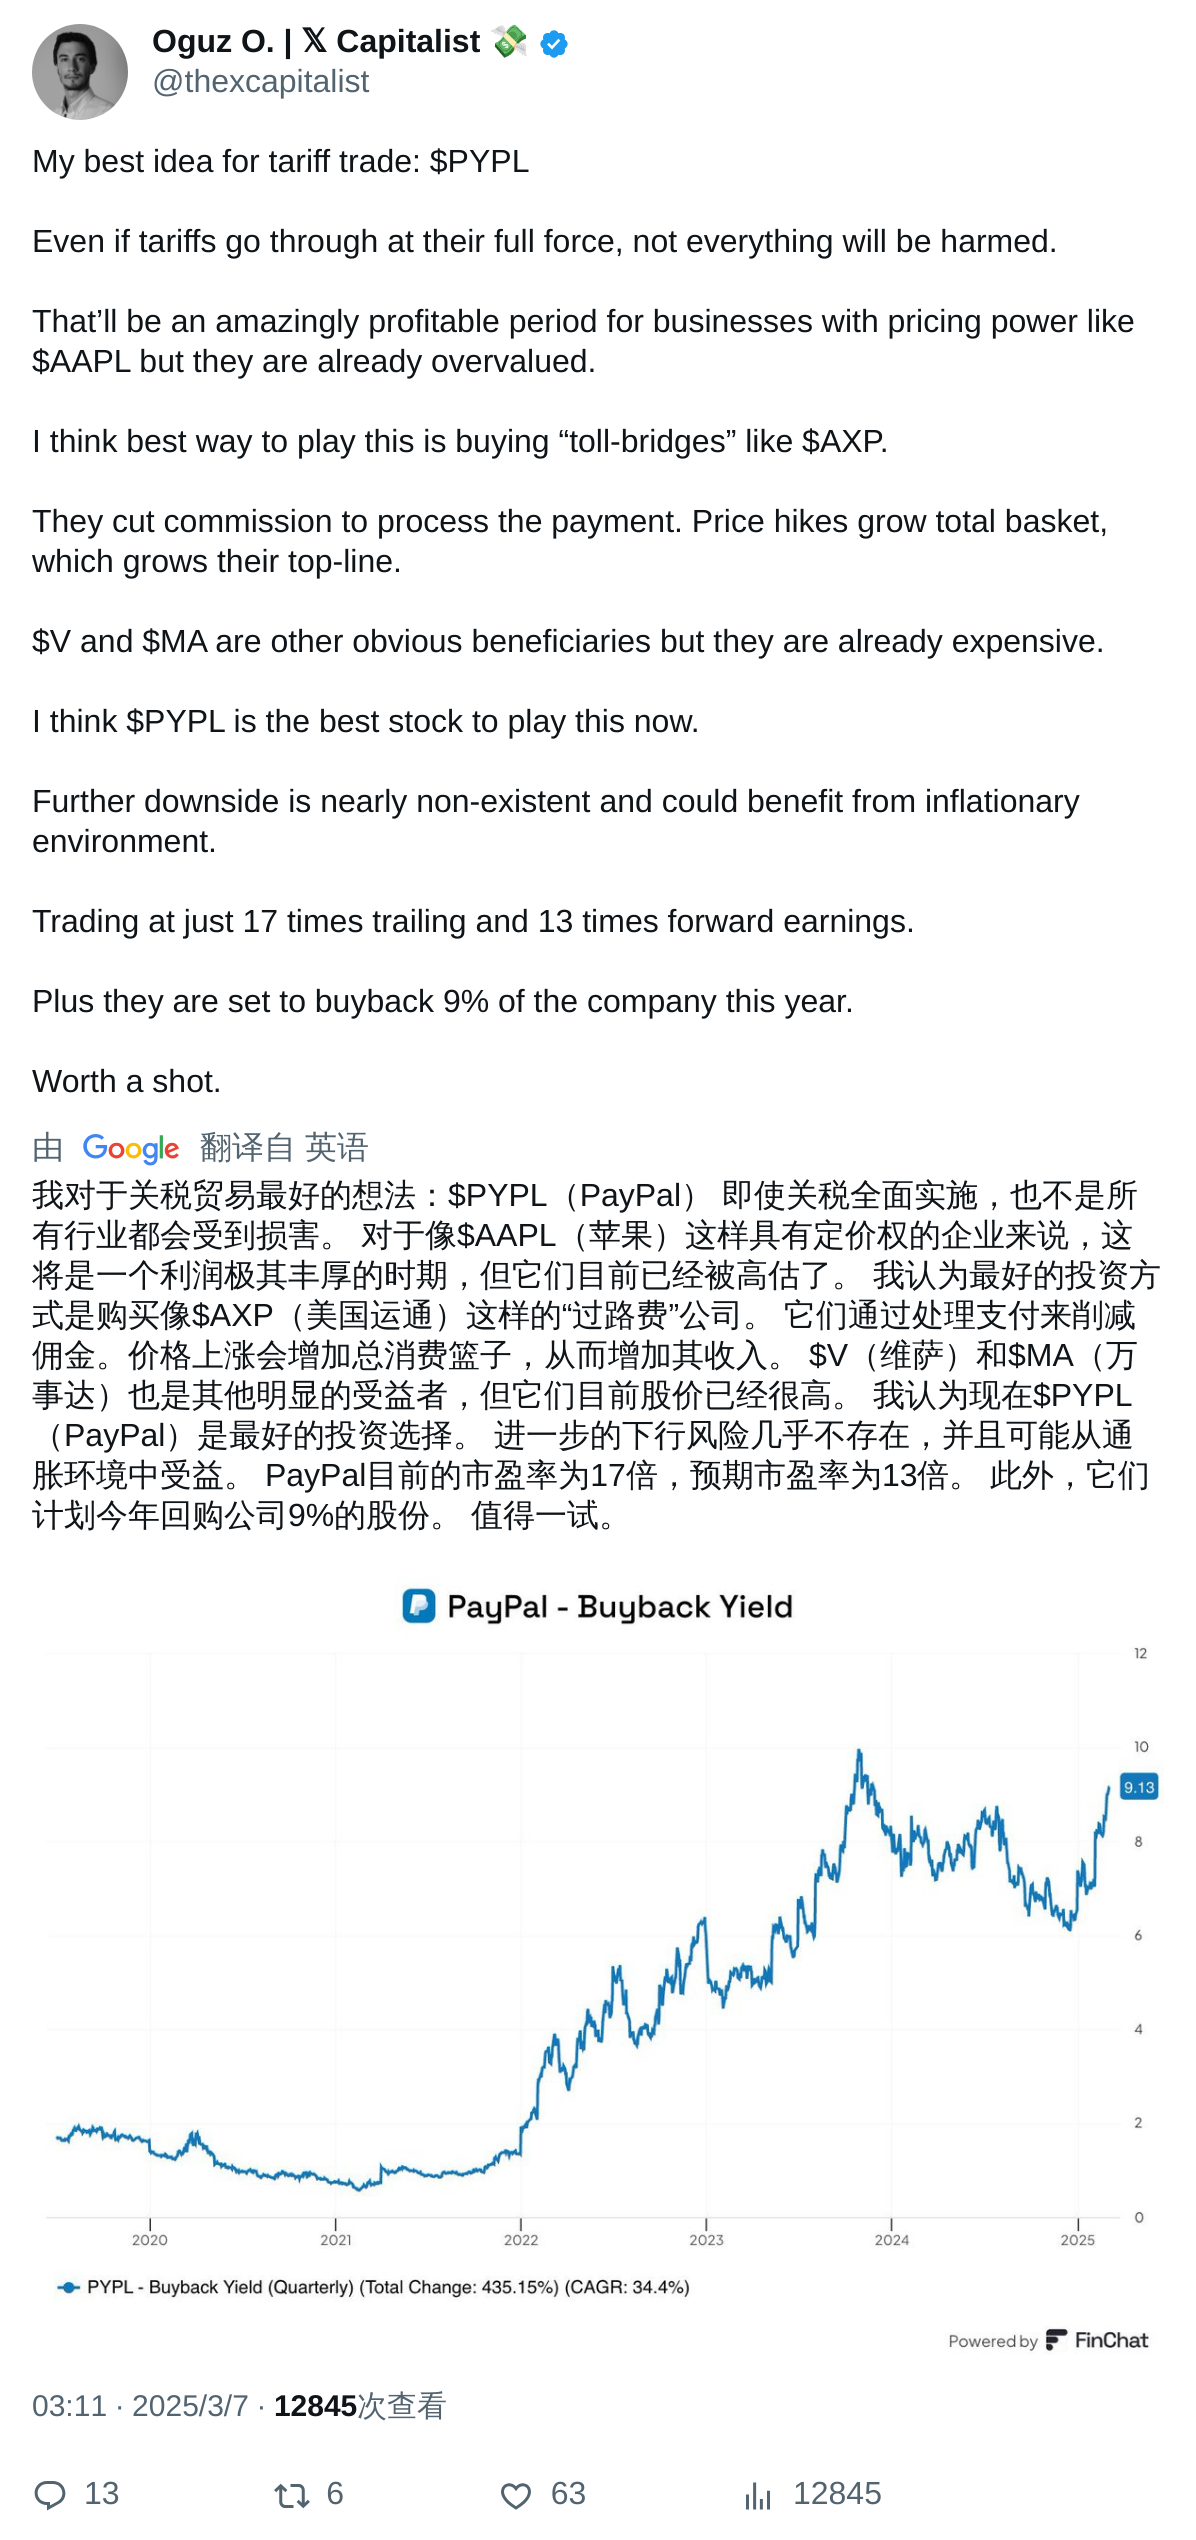 Oguz O. | 𝕏 Capitalist 💸
@thexcapitalist
My best idea for tariff trade: $PYPL
Even if tariffs go through at their full force, not everything will be harmed.
That’ll be an amazingly profitable period for businesses with pricing power like
$AAPL but they are already overvalued.
I think best way to play this is buying “toll-bridges” like $AXP.
They cut commission to process the payment. Price hikes grow total basket,
which grows their top-line.
$V and $MA are other obvious beneficiaries but they are already expensive.
I think $PYPL is the best stock to play this now.
Further downside is nearly non-existent and could benefit from inflationary
environment.
Trading at just 17 times trailing and 13 times forward earnings.
Plus they are set to buyback 9% of the company this year.
Worth a shot.
由 Google 翻译自 英语
我对于关税贸易最好的想法：$PYPL（PayPal） 即使关税全面实施，也不是所
有行业都会受到损害。 对于像$AAPL（苹果）这样具有定价权的企业来说，这
将是一个利润极其丰厚的时期，但它们目前已经被高估了。 我认为最好的投资方
式是购买像$AXP（美国运通）这样的“过路费”公司。 它们通过处理支付来削减
佣金。价格上涨会增加总消费篮子，从而增加其收入。 $V（维萨）和$MA（万
事达）也是其他明显的受益者，但它们目前股价已经很高。 我认为现在$PYPL
（PayPal）是最好的投资选择。 进一步的下行风险几乎不存在，并且可能从通
胀环境中受益。 PayPal目前的市盈率为17倍，预期市盈率为13倍。 此外，它们
计划今年回购公司9%的股份。 值得一试。
PayPal - Buyback Yield
12
10
9.13
8
6
4
2
0
2020 2021 2022 2023 2024 2025
PYPL - Buyback Yield (Quarterly) (Total Change: 435.15%) (CAGR: 34.4%)
Powered by FinChat
03:11 · 2025/3/7 · 12845次查看
13 6 63 12845